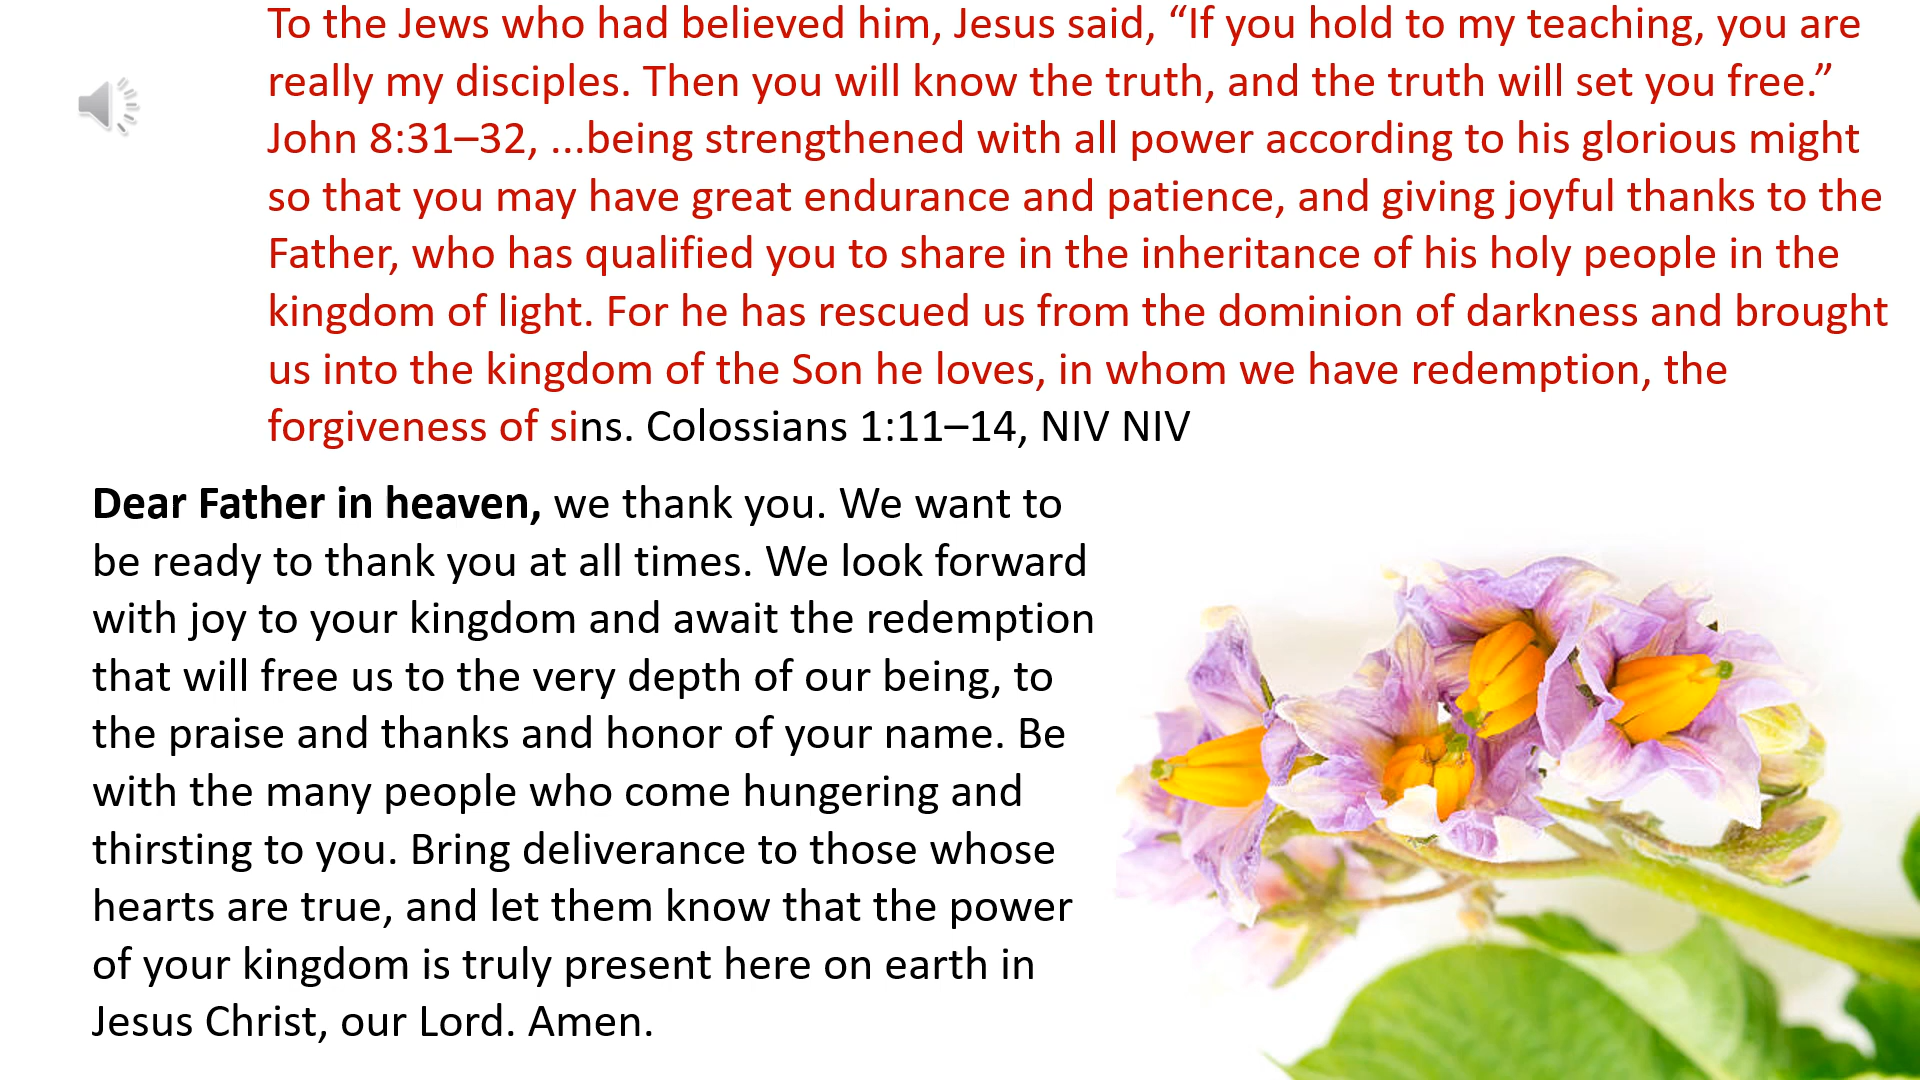 To the Jews who had believed him, Jesus said, “If you hold to my teaching, you are
really my disciples. Then you will know the truth, and the truth will set you free.”
John 8:31–32, ...being strengthened with all power according to his glorious might
so that you may have great endurance and patience, and giving joyful thanks to the
Father, who has qualified you to share in the inheritance of his holy people in the
kingdom of light. For he has rescued us from the dominion of darkness and brought
us into the kingdom of the Son he loves, in whom we have redemption, the
forgiveness of sins. Colossians 1:11–14, NIV NIV
Dear Father in heaven, we thank you. We want to
be ready to thank you at all times. We look forward
with joy to your kingdom and await the redemption
that will free us to the very depth of our being, to
the praise and thanks and honor of your name. Be
with the many people who come hungering and
thirsting to you. Bring deliverance to those whose
hearts are true, and let them know that the power
of your kingdom is truly present here on earth in
Jesus Christ, our Lord. Amen.